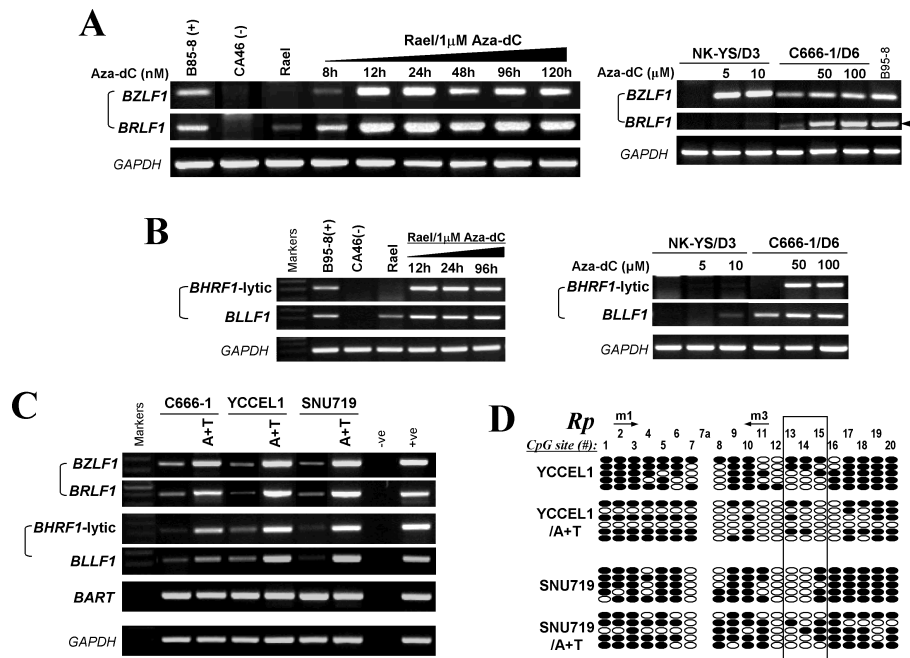 A
B85-8 (+)
CA46 (-)
Rael
Rael/1μM Aza-dC
Aza-dC (nM)
8h 12h 24h 48h 96h 120h
BZLF1
BRLF1
GAPDH
NK-YS/D3 C666-1/D6
B95-8
Aza-dC (μM) 5 10 50 100
BZLF1
BRLF1
GAPDH
B
Markers
B95-8(+)
CA46(-)
Rael
Rael/1μM Aza-dC
12h 24h 96h
BHRF1-lytic
BLLF1
GAPDH
NK-YS/D3 C666-1/D6
Aza-dC (μM) 5 10 50 100
BHRF1-lytic
BLLF1
GAPDH
C
Markers
C666-1 YCCEL1 SNU719
A+T A+T A+T -ve +ve
BZLF1
BRLF1
BHRF1-lytic
BLLF1
BART
GAPDH
D
Rp m1 m3
2 4 5 6 7a 9 11 13 15 17 19
CpG site (#): 1 3 7 8 10 12 14 16 18 20
YCCEL1
YCCEL1
/A+T
SNU719
SNU719
/A+T